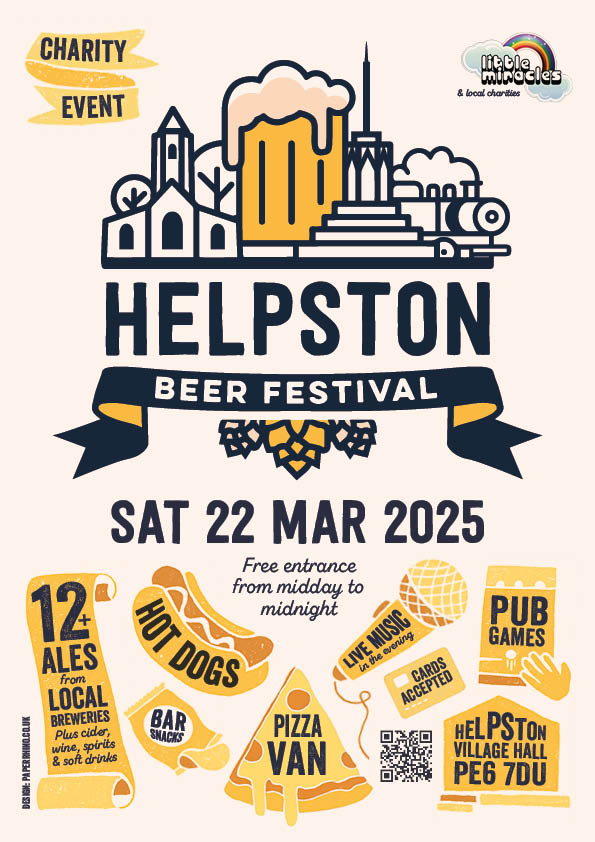 CHARITY
EVENT
little
miracles
& local charities
HELPSTON
BEER FESTIVAL
SAT 22 MAR 2025
Free entrance
from midday to
midnight
12+
ALES
from
LOCAL
BREWERIES
Plus cider,
wine, spirits
& soft drinks
HOT DOGS
BAR
SNACKS
PIZZA
VAN
LIVE MUSIC
in the evening
CARDS
ACCEPTED
PUB
GAMES
HELPSTON
VILLAGE HALL
PE6 7DU
DESIGN: PAPERRHINO.CO.UK